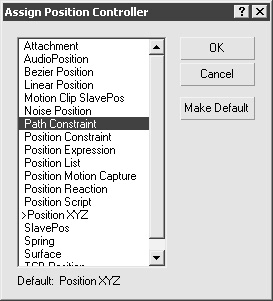 Assign Position Controller
Attachment
AudioPosition
Bezier Position
Linear Position
Motion Clip SlavePos
Noise Position
Path Constraint
Position Constraint
Position Expression
Position List
Position Motion Capture
Position Reaction
Position Script
>Position XYZ
SlavePos
Spring
Surface
TCB Position
OK
Cancel
Make Default
Default: Position XYZ